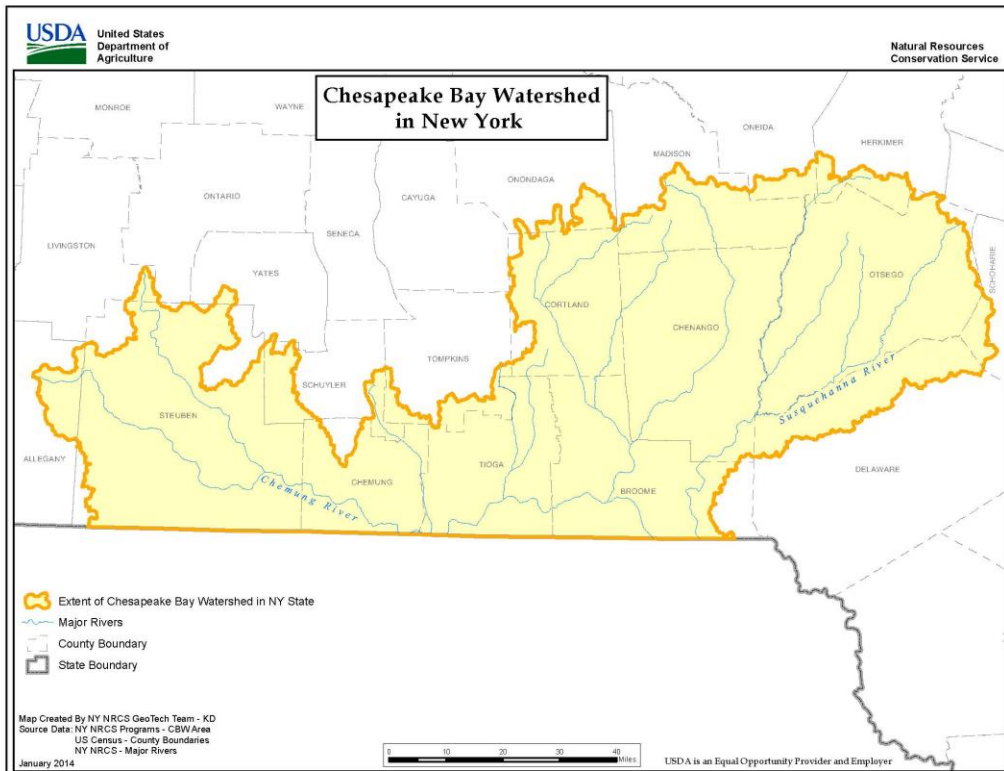 USDA
United States
Department of
Agriculture
Natural Resources
Conservation Service
Chesapeake Bay Watershed
in New York
MONROE
WAYNE
ONEIDA
HERKIMER
MADISON
ONONDAGA
ONTARIO
CAYUGA
SENECA
LIVINGSTON
YATES
SCHOHARIE
OTSEGO
CORTLAND
CHENANGO
TOMPKINS
SCHUYLER
STEUBEN
Susquehanna River
ALLEGANY
TIOGA
DELAWARE
CHEMUNG
BROOME
Chemung River
Extent of Chesapeake Bay Watershed in NY State
Major Rivers
County Boundary
State Boundary
Map Created By NY NRCS GeoTech Team - KD
Source Data: NY NRCS Programs - CBW Area
US Census - County Boundaries
NY NRCS - Major Rivers
January 2014
0 10 20 30 40
Miles
USDA is an Equal Opportunity Provider and Employer